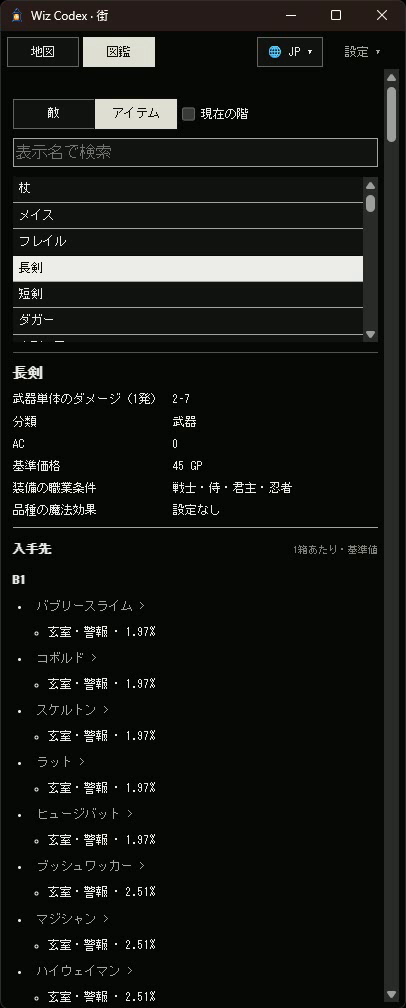 Wiz Codex · 街
地図 図鑑 JP ▾ 設定 ▾
敵 アイテム 現在の階
表示名で検索
杖
メイス
フレイル
長剣
短剣
ダガー
長剣
武器単体のダメージ（1発） 2-7
分類 武器
AC 0
基準価格 45 GP
装備の職業条件 戦士・侍・君主・忍者
品種の魔法効果 設定なし
入手先 1箱あたり・基準値
B1
• バブリースライム >
玄室・警報・ 1.97%
• コボルド >
玄室・警報・ 1.97%
• スケルトン >
玄室・警報・ 1.97%
• ラット >
玄室・警報・ 1.97%
• ヒュージバット >
玄室・警報・ 1.97%
• ブッシュワッカー >
玄室・警報・ 2.51%
• マジシャン >
玄室・警報・ 2.51%
• ハイウェイマン >
玄室・警報・ 2.51%